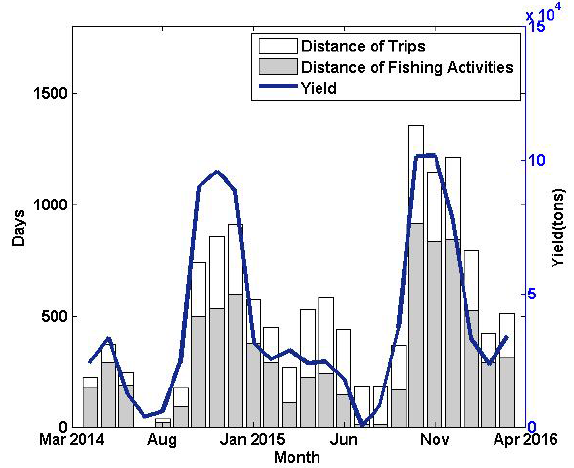 x 10^4
15
Distance of Trips
Distance of Fishing Activities
Yield
1500
10
1000
Days
Yield(tons)
500
5
0
0
Mar 2014 Aug Jan 2015 Jun Nov Apr 2016
Month